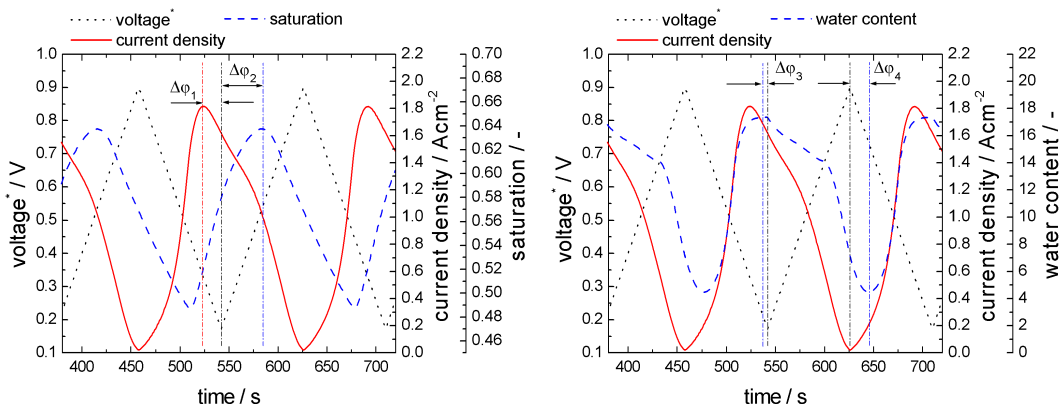 voltage* saturation
current density
1.0 0.9 0.8 0.7 0.6 0.5 0.4 0.3 0.2 0.1
voltage* / V
Δφ1
Δφ2
2.2 2.0 1.8 1.6 1.4 1.2 1.0 0.8 0.6 0.4 0.2 0.0
current density / Acm-2
0.70 0.68 0.66 0.64 0.62 0.60 0.58 0.56 0.54 0.52 0.50 0.48 0.46
saturation / -
400 450 500 550 600 650 700
time / s
voltage* water content
current density
1.0 0.9 0.8 0.7 0.6 0.5 0.4 0.3 0.2 0.1
voltage* / V
Δφ3
Δφ4
2.2 2.0 1.8 1.6 1.4 1.2 1.0 0.8 0.6 0.4 0.2 0.0
current density / Acm-2
22 20 18 16 14 12 10 8 6 4 2 0
water content / -
400 450 500 550 600 650 700
time / s